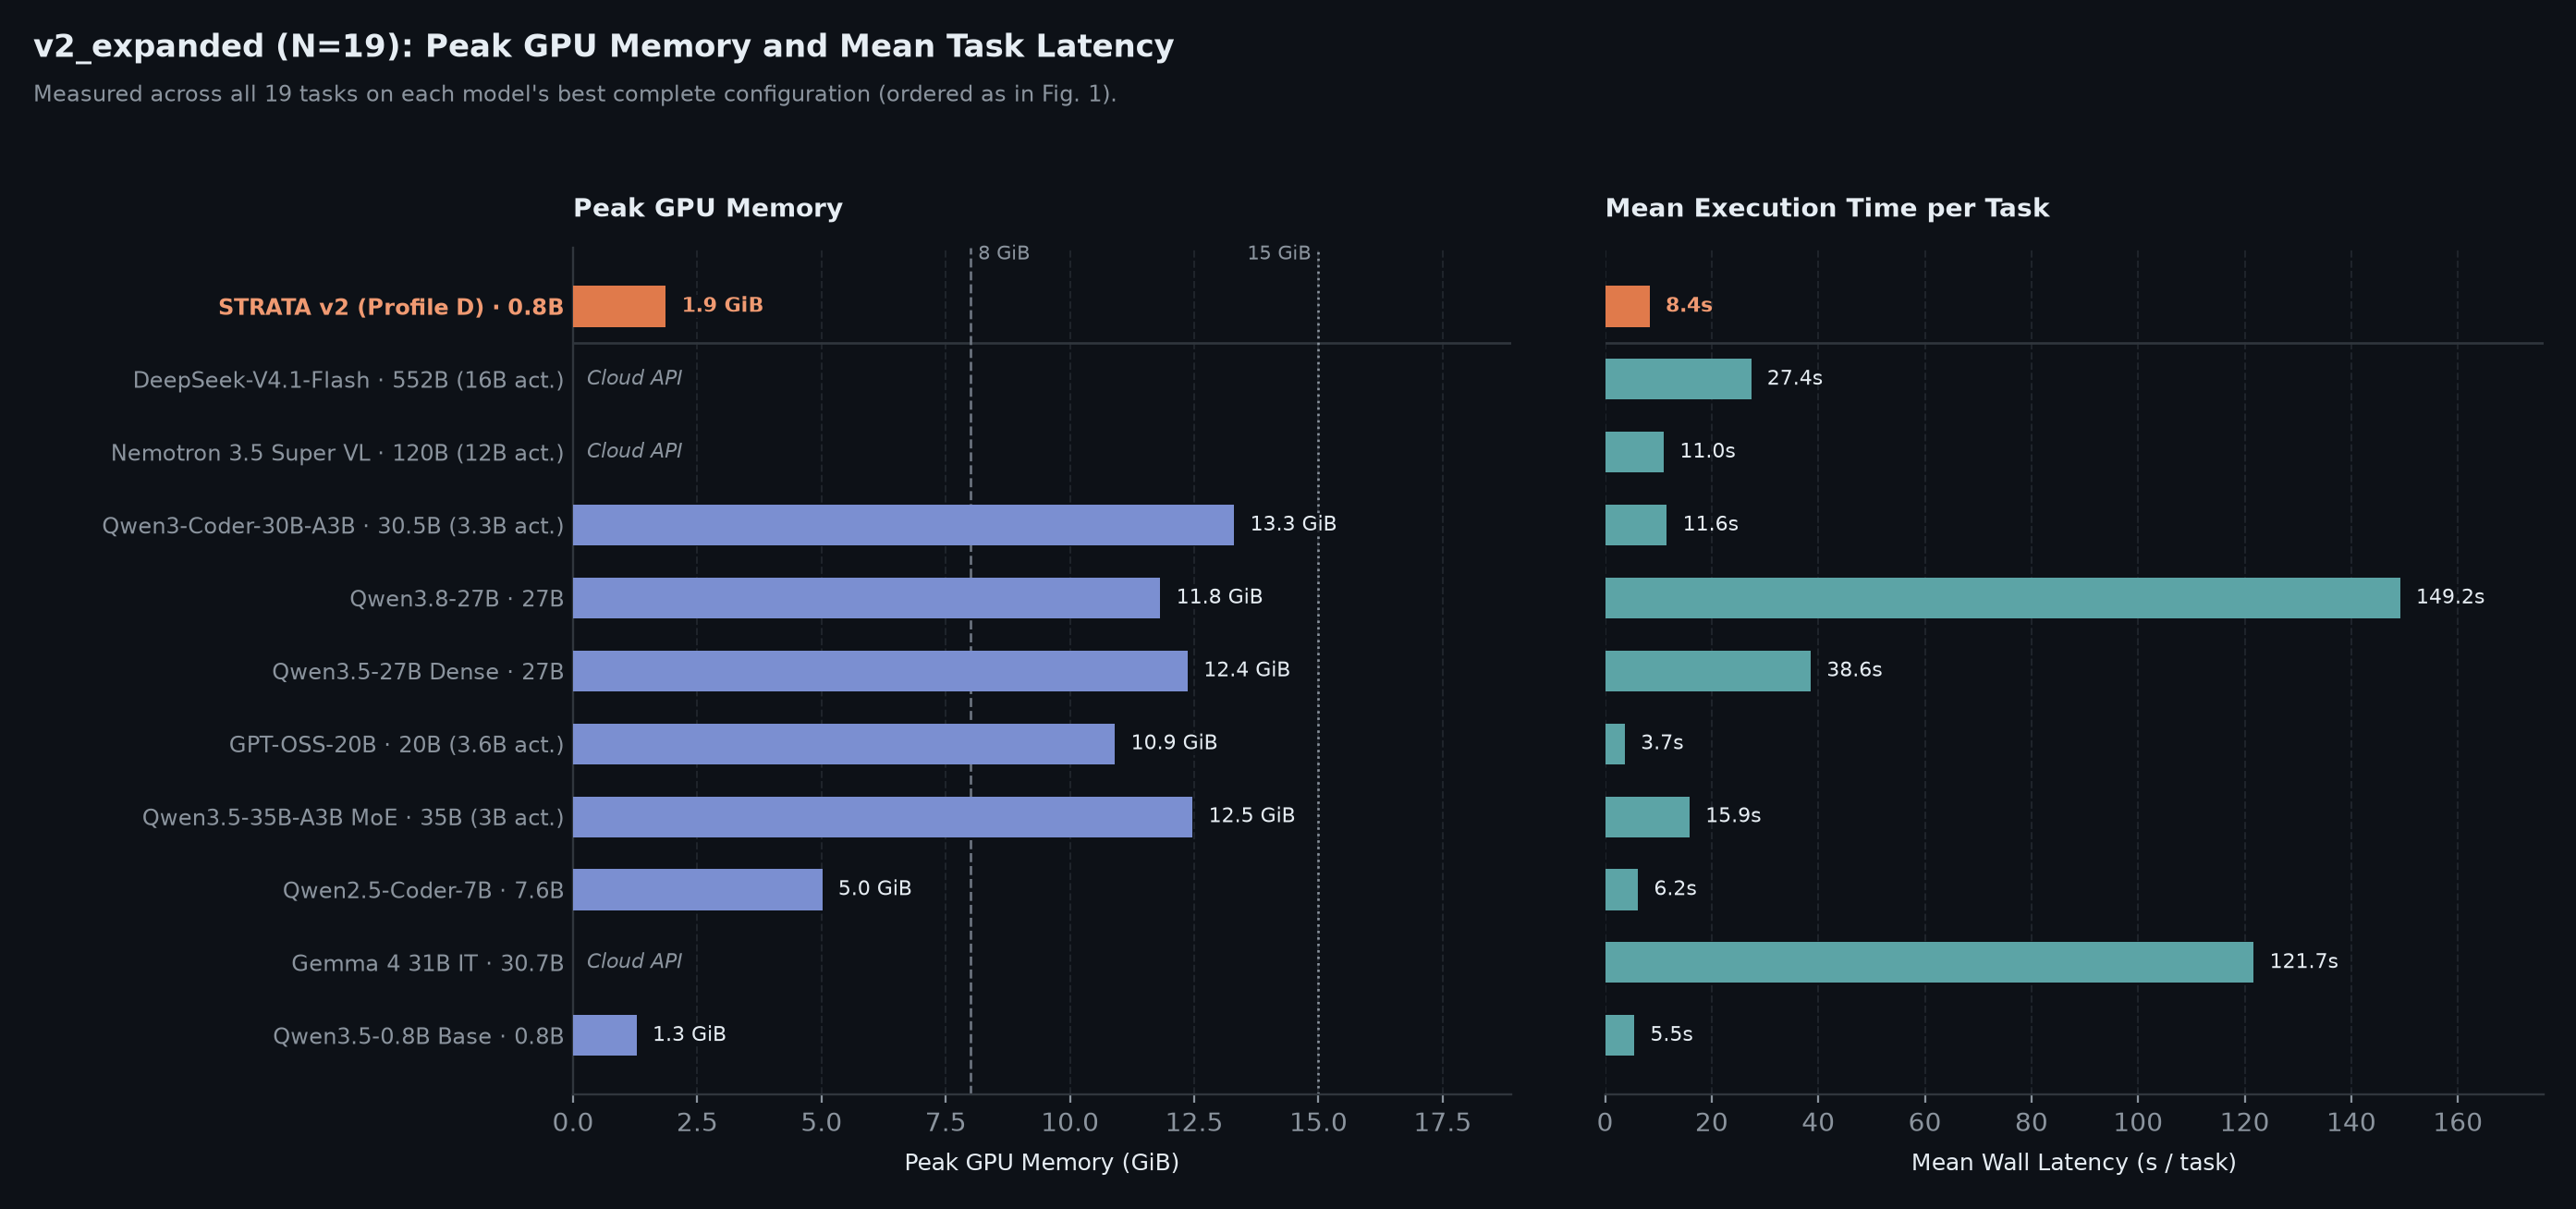 v2_expanded (N=19): Peak GPU Memory and Mean Task Latency
Measured across all 19 tasks on each model's best complete configuration (ordered as in Fig. 1).
Peak GPU Memory
Mean Execution Time per Task
8 GiB
15 GiB
STRATA v2 (Profile D) · 0.8B
1.9 GiB
8.4s
DeepSeek-V4.1-Flash · 552B (16B act.)
Cloud API
27.4s
Nemotron 3.5 Super VL · 120B (12B act.)
Cloud API
11.0s
Qwen3-Coder-30B-A3B · 30.5B (3.3B act.)
13.3 GiB
11.6s
Qwen3.8-27B · 27B
11.8 GiB
149.2s
Qwen3.5-27B Dense · 27B
12.4 GiB
38.6s
GPT-OSS-20B · 20B (3.6B act.)
10.9 GiB
3.7s
Qwen3.5-35B-A3B MoE · 35B (3B act.)
12.5 GiB
15.9s
Qwen2.5-Coder-7B · 7.6B
5.0 GiB
6.2s
Gemma 4 31B IT · 30.7B
Cloud API
121.7s
Qwen3.5-0.8B Base · 0.8B
1.3 GiB
5.5s
0.0 2.5 5.0 7.5 10.0 12.5 15.0 17.5
0 20 40 60 80 100 120 140 160
Peak GPU Memory (GiB)
Mean Wall Latency (s / task)